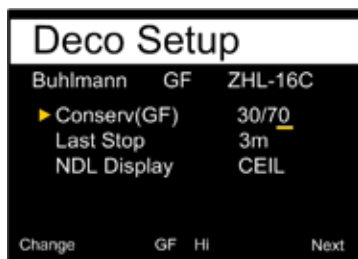 Deco Setup
Buhlmann GF ZHL-16C
Conserv(GF) 30/70
Last Stop 3m
NDL Display CEIL
Change GF Hi Next